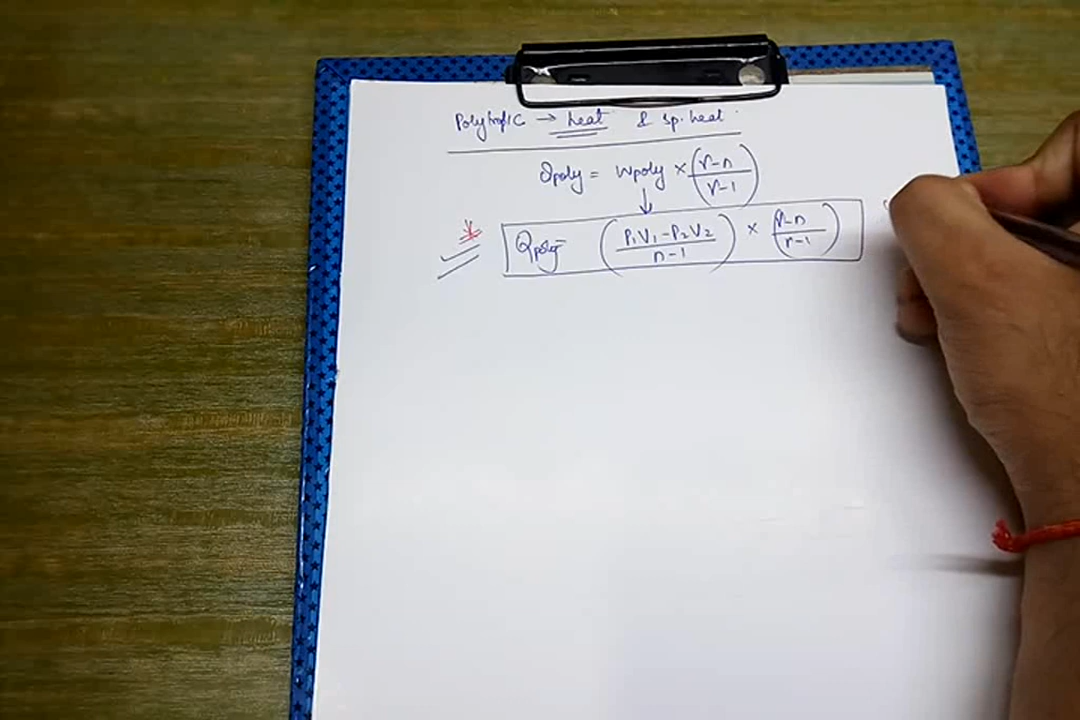 Polytropic → heat & sp. heat
Qpoly = Wpoly × (γ-n / γ-1)
↓
Qpoly = (P1V1 - P2V2 / n-1) × (γ-n / γ-1)